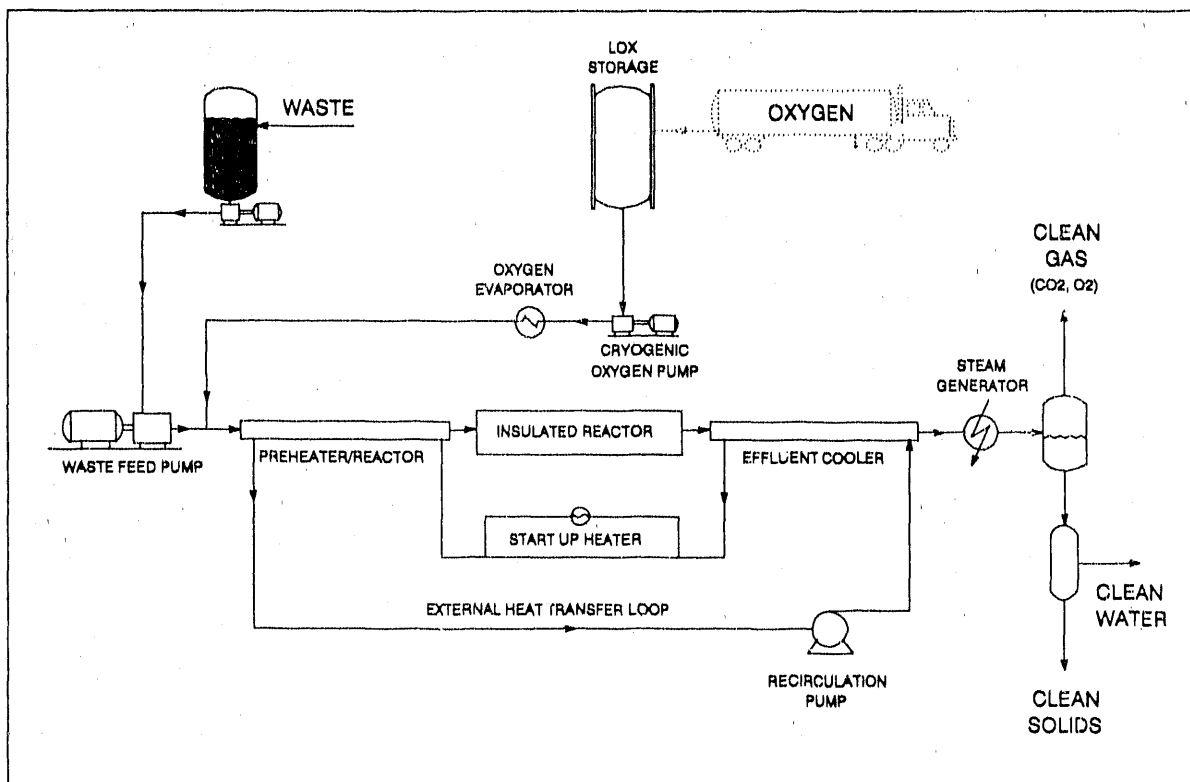 LOX
STORAGE
WASTE
OXYGEN
CLEAN
GAS
(CO2, O2)
OXYGEN
EVAPORATOR
CRYOGENIC
OXYGEN PUMP
STEAM
GENERATOR
INSULATED REACTOR
WASTE FEED PUMP
PREHEATER/REACTOR
EFFLUENT COOLER
START UP HEATER
CLEAN
WATER
EXTERNAL HEAT TRANSFER LOOP
RECIRCULATION
PUMP
CLEAN
SOLIDS